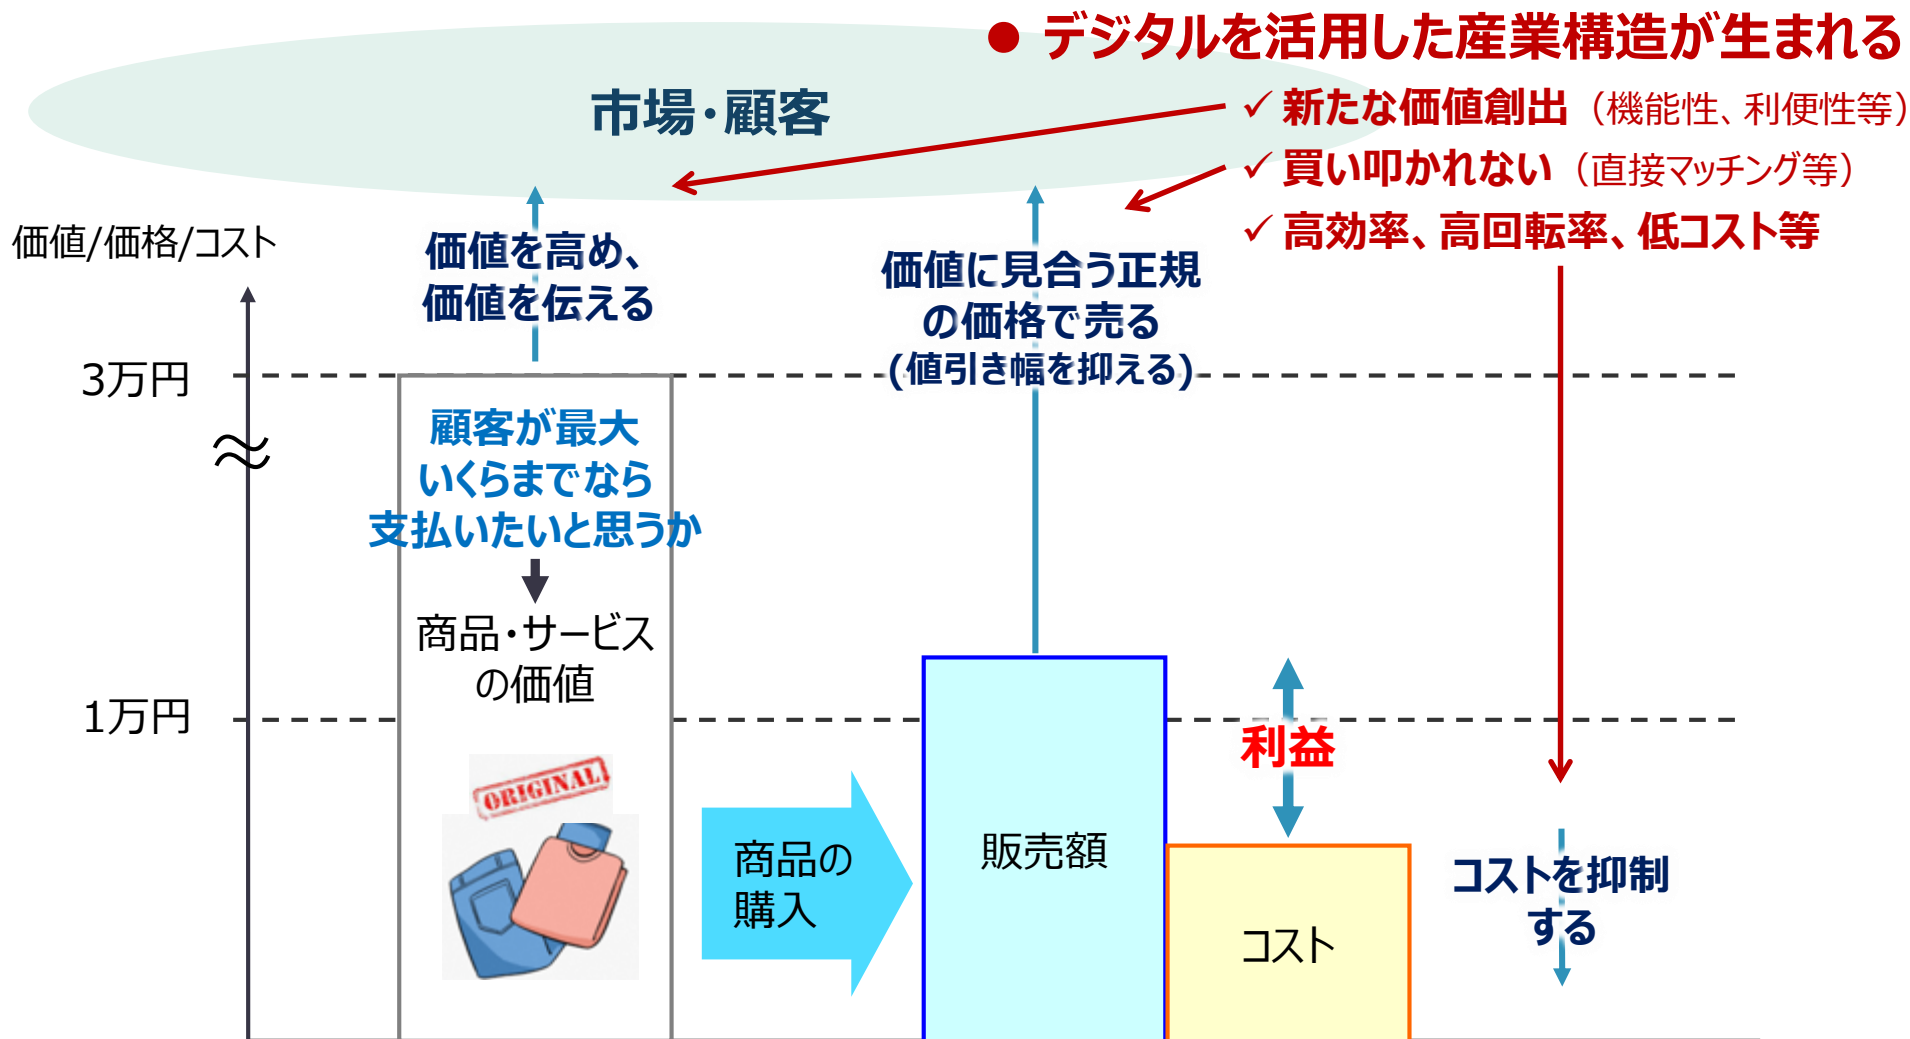 ● デジタルを活用した産業構造が生まれる
市場・顧客
✓ 新たな価値創出（機能性、利便性等）
✓ 買い叩かれない（直接マッチング等）
✓ 高効率、高回転率、低コスト等
価値/価格/コスト
価値を高め、
価値を伝える
価値に見合う正規
の価格で売る
(値引き幅を抑える)
3万円
顧客が最大
いくらまでなら
支払いたいと思うか
商品・サービス
の価値
1万円
利益
ORIGINAL
商品の
購入
販売額
コスト
コストを抑制
する